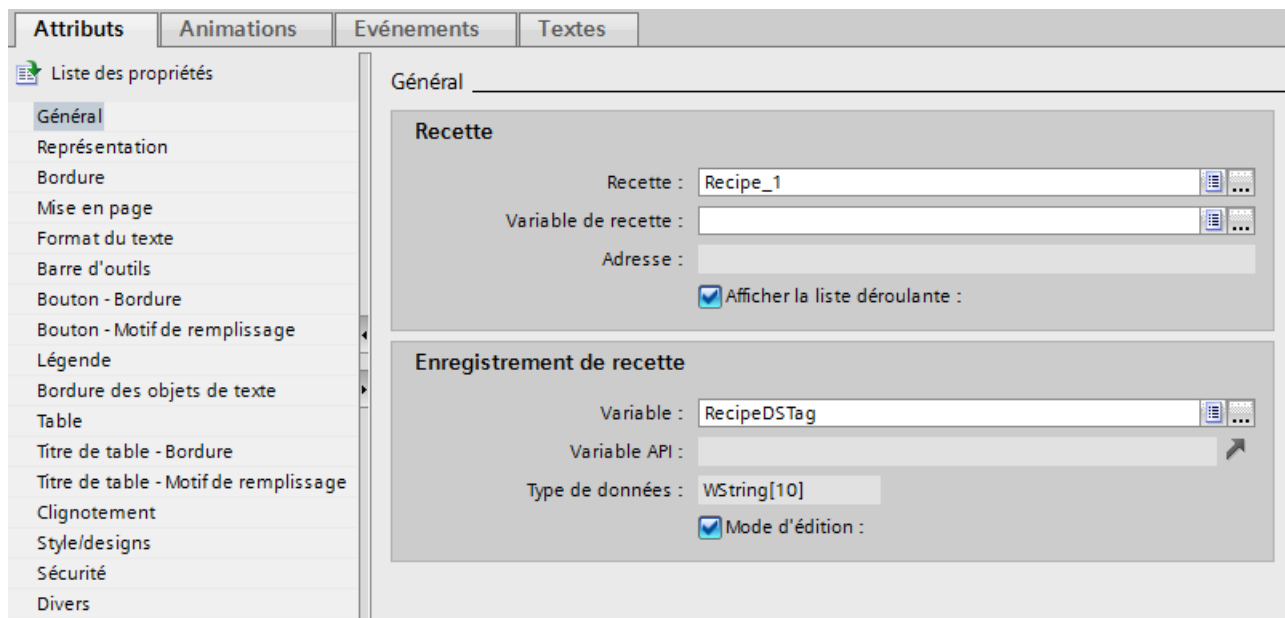 Attributs
Animations
Evénements
Textes
Liste des propriétés
Général
Représentation
Bordure
Mise en page
Format du texte
Barre d'outils
Bouton - Bordure
Bouton - Motif de remplissage
Légende
Bordure des objets de texte
Table
Titre de table - Bordure
Titre de table - Motif de remplissage
Clignotement
Style/designs
Sécurité
Divers
Général
Recette
Recette : Recipe_1
Variable de recette :
Adresse :
Afficher la liste déroulante :
Enregistrement de recette
Variable : RecipeDSTag
Variable API :
Type de données : WString[10]
Mode d'édition :